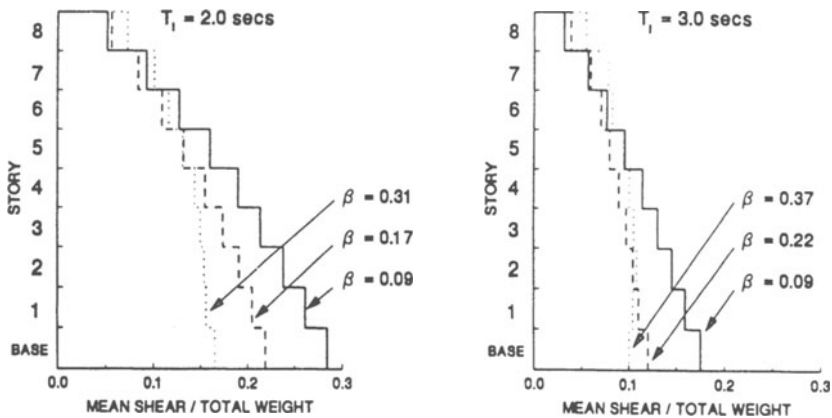 T_I = 2.0 secs
STORY
8
7
6
5
4
3
2
1
BASE
β = 0.31
β = 0.17
β = 0.09
0.0 0.1 0.2 0.3
MEAN SHEAR / TOTAL WEIGHT
T_I = 3.0 secs
STORY
8
7
6
5
4
3
2
1
BASE
β = 0.37
β = 0.22
β = 0.09
0.0 0.1 0.2 0.3
MEAN SHEAR / TOTAL WEIGHT